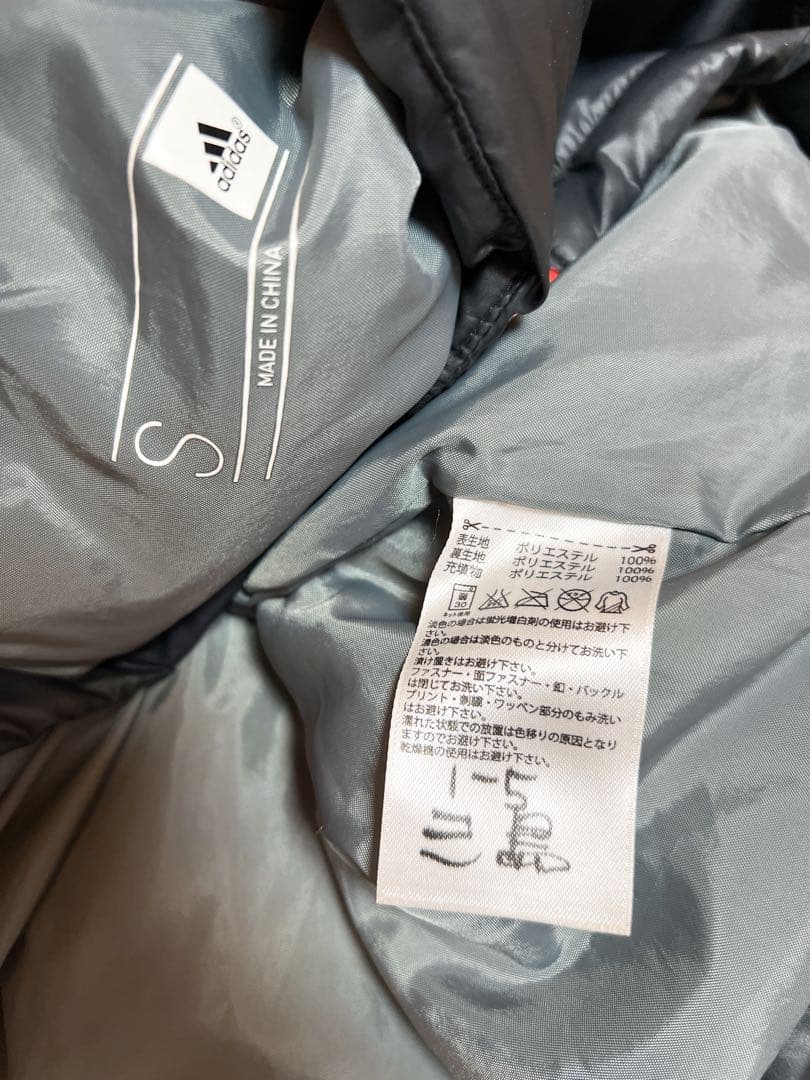 adidas®
MADE IN CHINA
S
表生地 ポリエステル 100%
裏生地 ポリエステル 100%
充填物 ポリエステル 100%
弱
30
ネット使用
淡色の場合は蛍光増白剤の使用はお避け下
さい。
濃色の場合は淡色のものと分けてお洗い下
さい。
漬け置きはお避け下さい。
ファスナー・面ファスナー・釦・バックル
は閉じてお洗い下さい。
プリント・刺繍・ワッペン部分のもみ洗い
はお避け下さい。
濡れた状態での放置は色移りの原因となり
ますのでお避け下さい。
乾燥機の使用はお避け下さい。
1-5